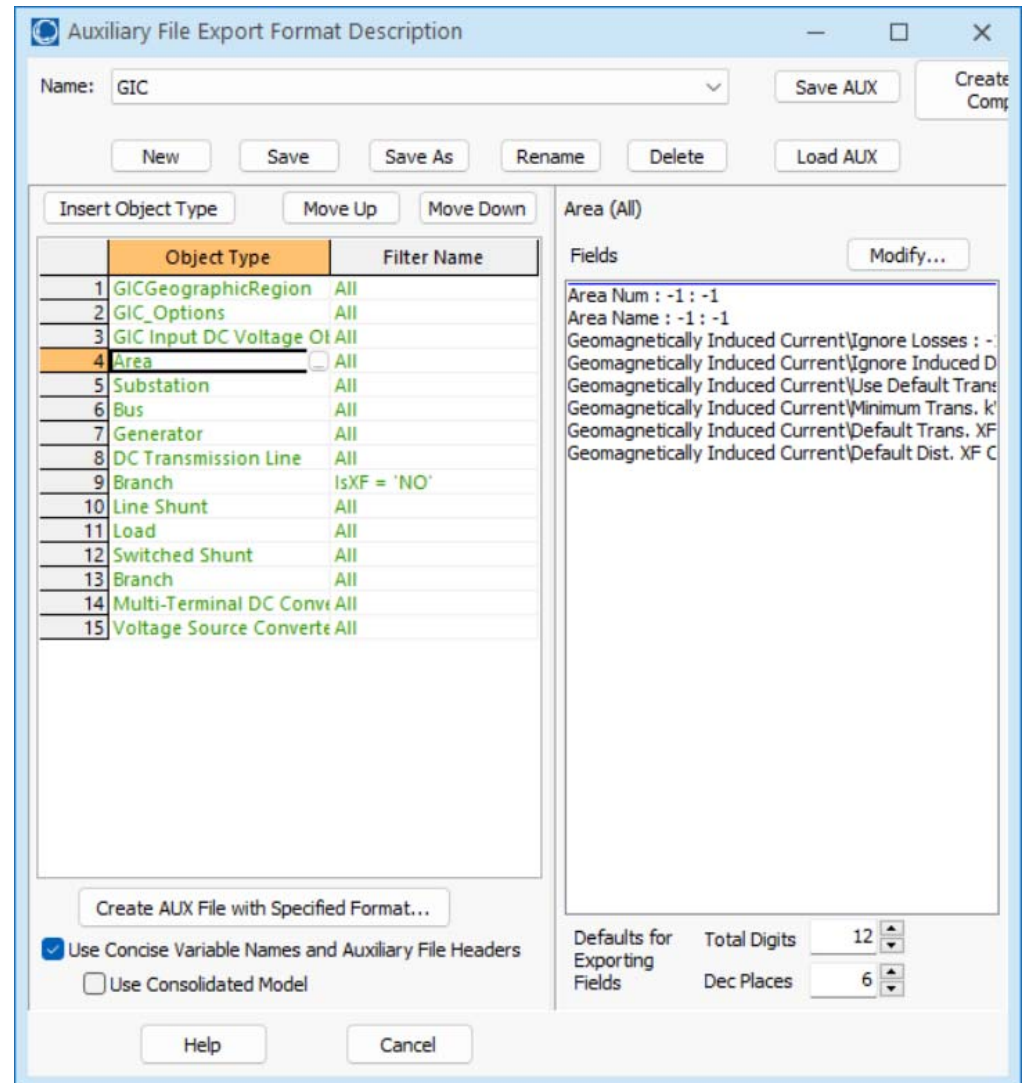 Auxiliary File Export Format Description
Name: GIC Save AUX Create
Comp
New Save Save As Rename Delete Load AUX
Insert Object Type Move Up Move Down Area (All)
Object Type Filter Name Fields Modify...
1 GICGeographicRegion All
2 GIC_Options All
3 GIC Input DC Voltage Ob All
4 Area ... All
5 Substation All
6 Bus All
7 Generator All
8 DC Transmission Line All
9 Branch IsXF = 'NO'
10 Line Shunt All
11 Load All
12 Switched Shunt All
13 Branch All
14 Multi-Terminal DC Conve All
15 Voltage Source Converte All
Area Num : -1 : -1
Area Name : -1 : -1
Geomagnetically Induced Current\Ignore Losses : -
Geomagnetically Induced Current\Ignore Induced D
Geomagnetically Induced Current\Use Default Trans
Geomagnetically Induced Current\Minimum Trans. k
Geomagnetically Induced Current\Default Trans. XF
Geomagnetically Induced Current\Default Dist. XF C
Create AUX File with Specified Format...
Use Concise Variable Names and Auxiliary File Headers
Use Consolidated Model
Defaults for
Exporting
Fields
Total Digits 12
Dec Places 6
Help Cancel